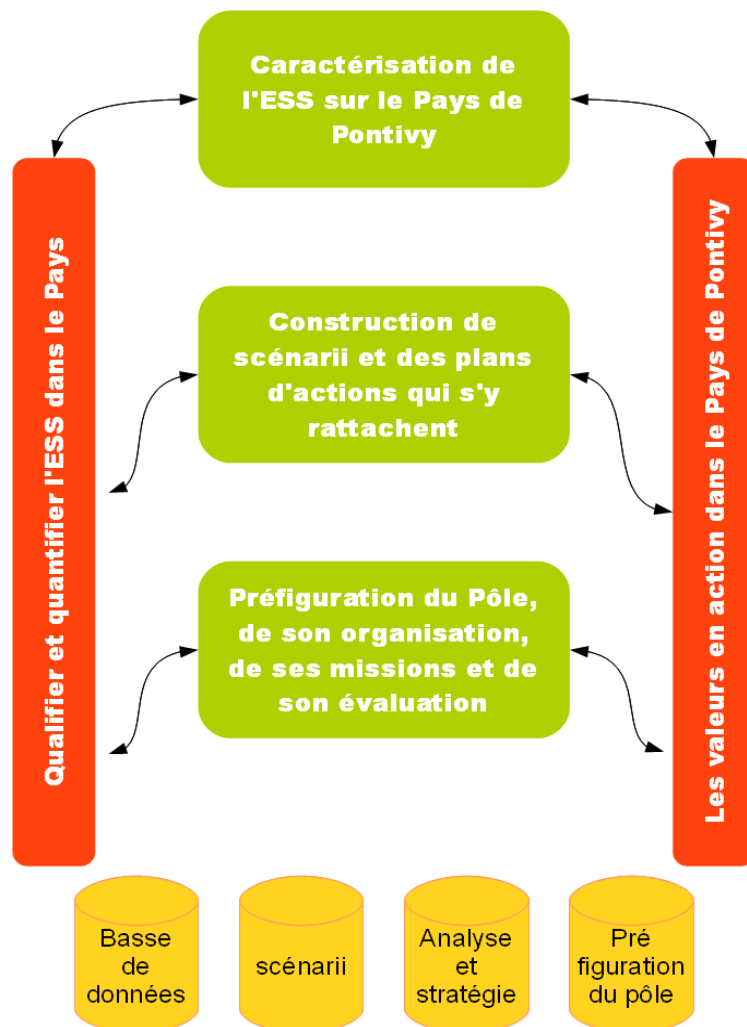 Caractérisation de
l'ESS sur le Pays de
Pontivy
Qualifier et quantifier l'ESS dans le Pays
Les valeurs en action dans le Pays de Pontivy
Construction de
scénarii et des plans
d'actions qui s'y
rattachent
Préfiguration du Pôle,
de son organisation,
de ses missions et de
son évaluation
Basse
de
données
scénarii
Analyse
et
stratégie
Pré
figuration
du pôle